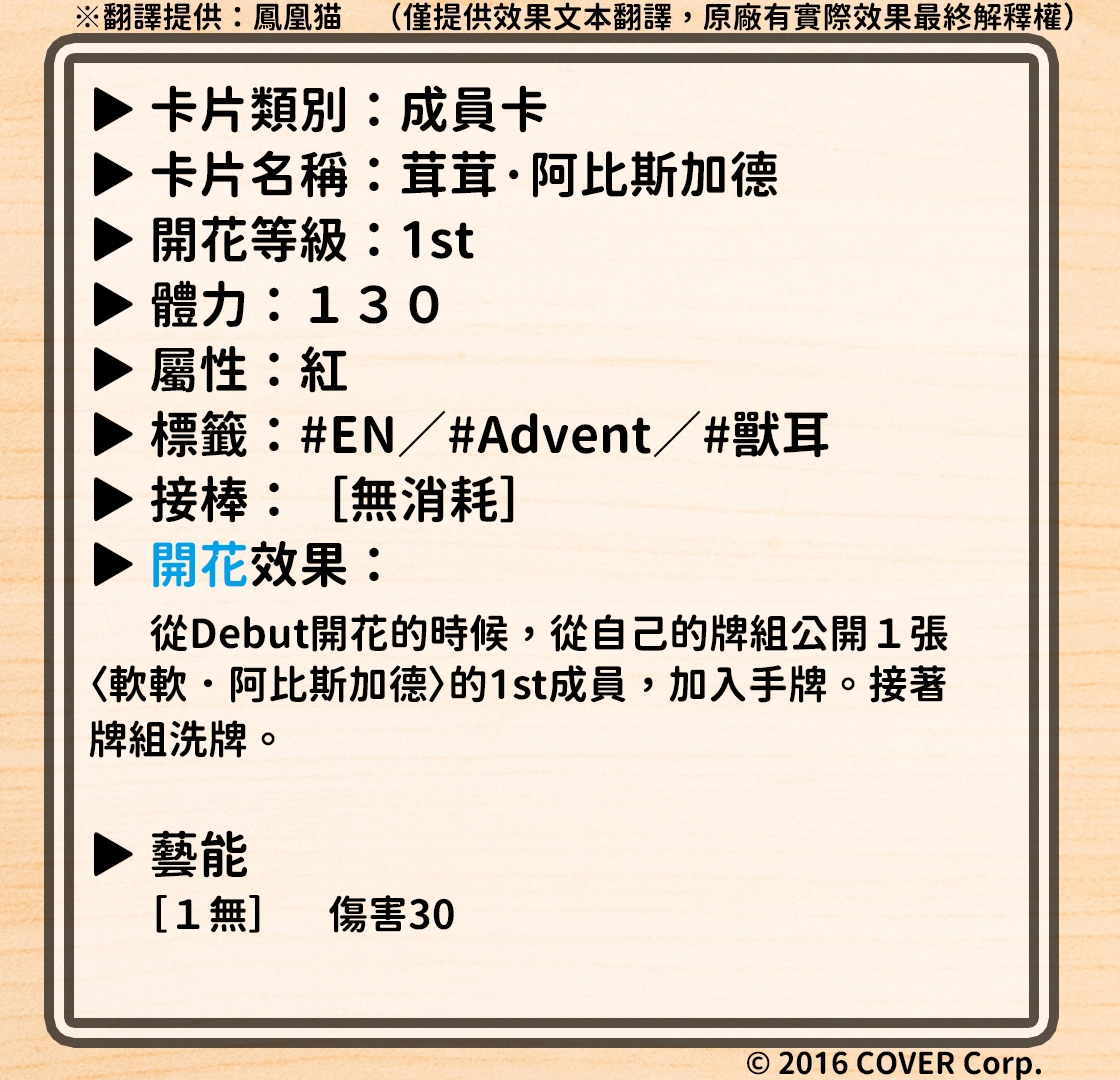 ※翻譯提供：鳳凰猫　（僅提供效果文本翻譯，原廠有實際效果最終解釋權）
▶ 卡片類別：成員卡
▶ 卡片名稱：茸茸·阿比斯加德
▶ 開花等級：1st
▶ 體力：１３０
▶ 屬性：紅
▶ 標籤：#EN／#Advent／#獸耳
▶ 接棒：［無消耗］
▶ 開花效果：
從Debut開花的時候，從自己的牌組公開１張
〈軟軟・阿比斯加德〉的1st成員，加入手牌。接著
牌組洗牌。
▶ 藝能
［１無］　傷害30
© 2016 COVER Corp.